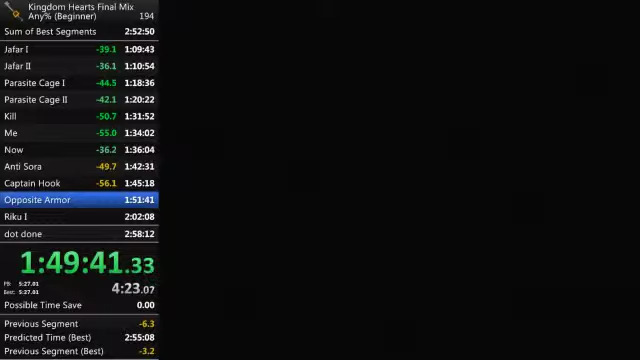 Kingdom Hearts Final Mix
Any% (Beginner) 194
Sum of Best Segments 2:52:50
Jafar I -39.1 1:09:43
Jafar II -36.1 1:10:54
Parasite Cage I -44.5 1:18:36
Parasite Cage II -42.1 1:20:22
Kill -50.7 1:31:52
Me -55.0 1:34:02
Now -36.2 1:36:04
Anti Sora -49.7 1:42:31
Captain Hook -56.1 1:45:18
Opposite Armor 1:51:41
Riku I 2:02:08
dot done 2:58:12
1:49:41.33
PB: 5:27.01
Best: 5:27.01
4:23.07
Possible Time Save 0.00
Previous Segment -6.3
Predicted Time (Best) 2:55:08
Previous Segment (Best) -3.2